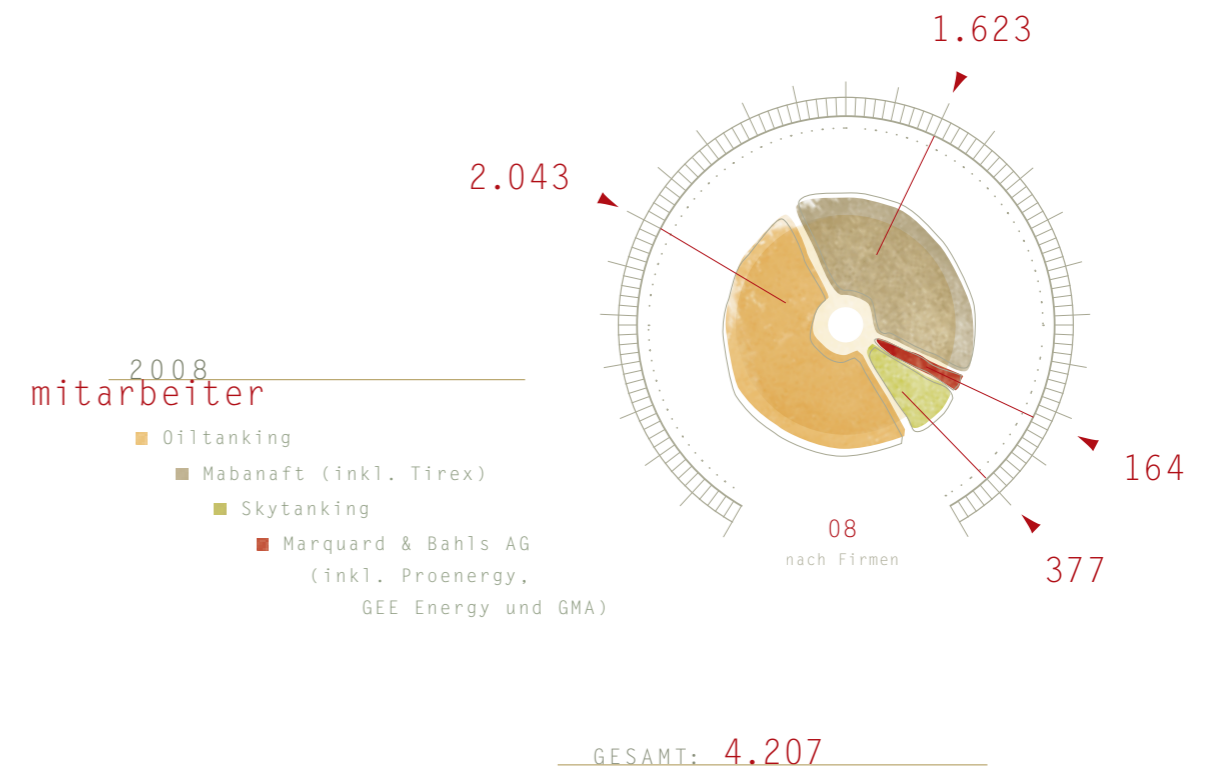 1.623
2.043
2008
mitarbeiter
Oiltanking
Mabanaft (inkl. Tirex)
Skytanking
Marquard & Bahls AG
(inkl. Proenergy,
GEE Energy und GMA)
164
08
nach Firmen
377
GESAMT: 4.207